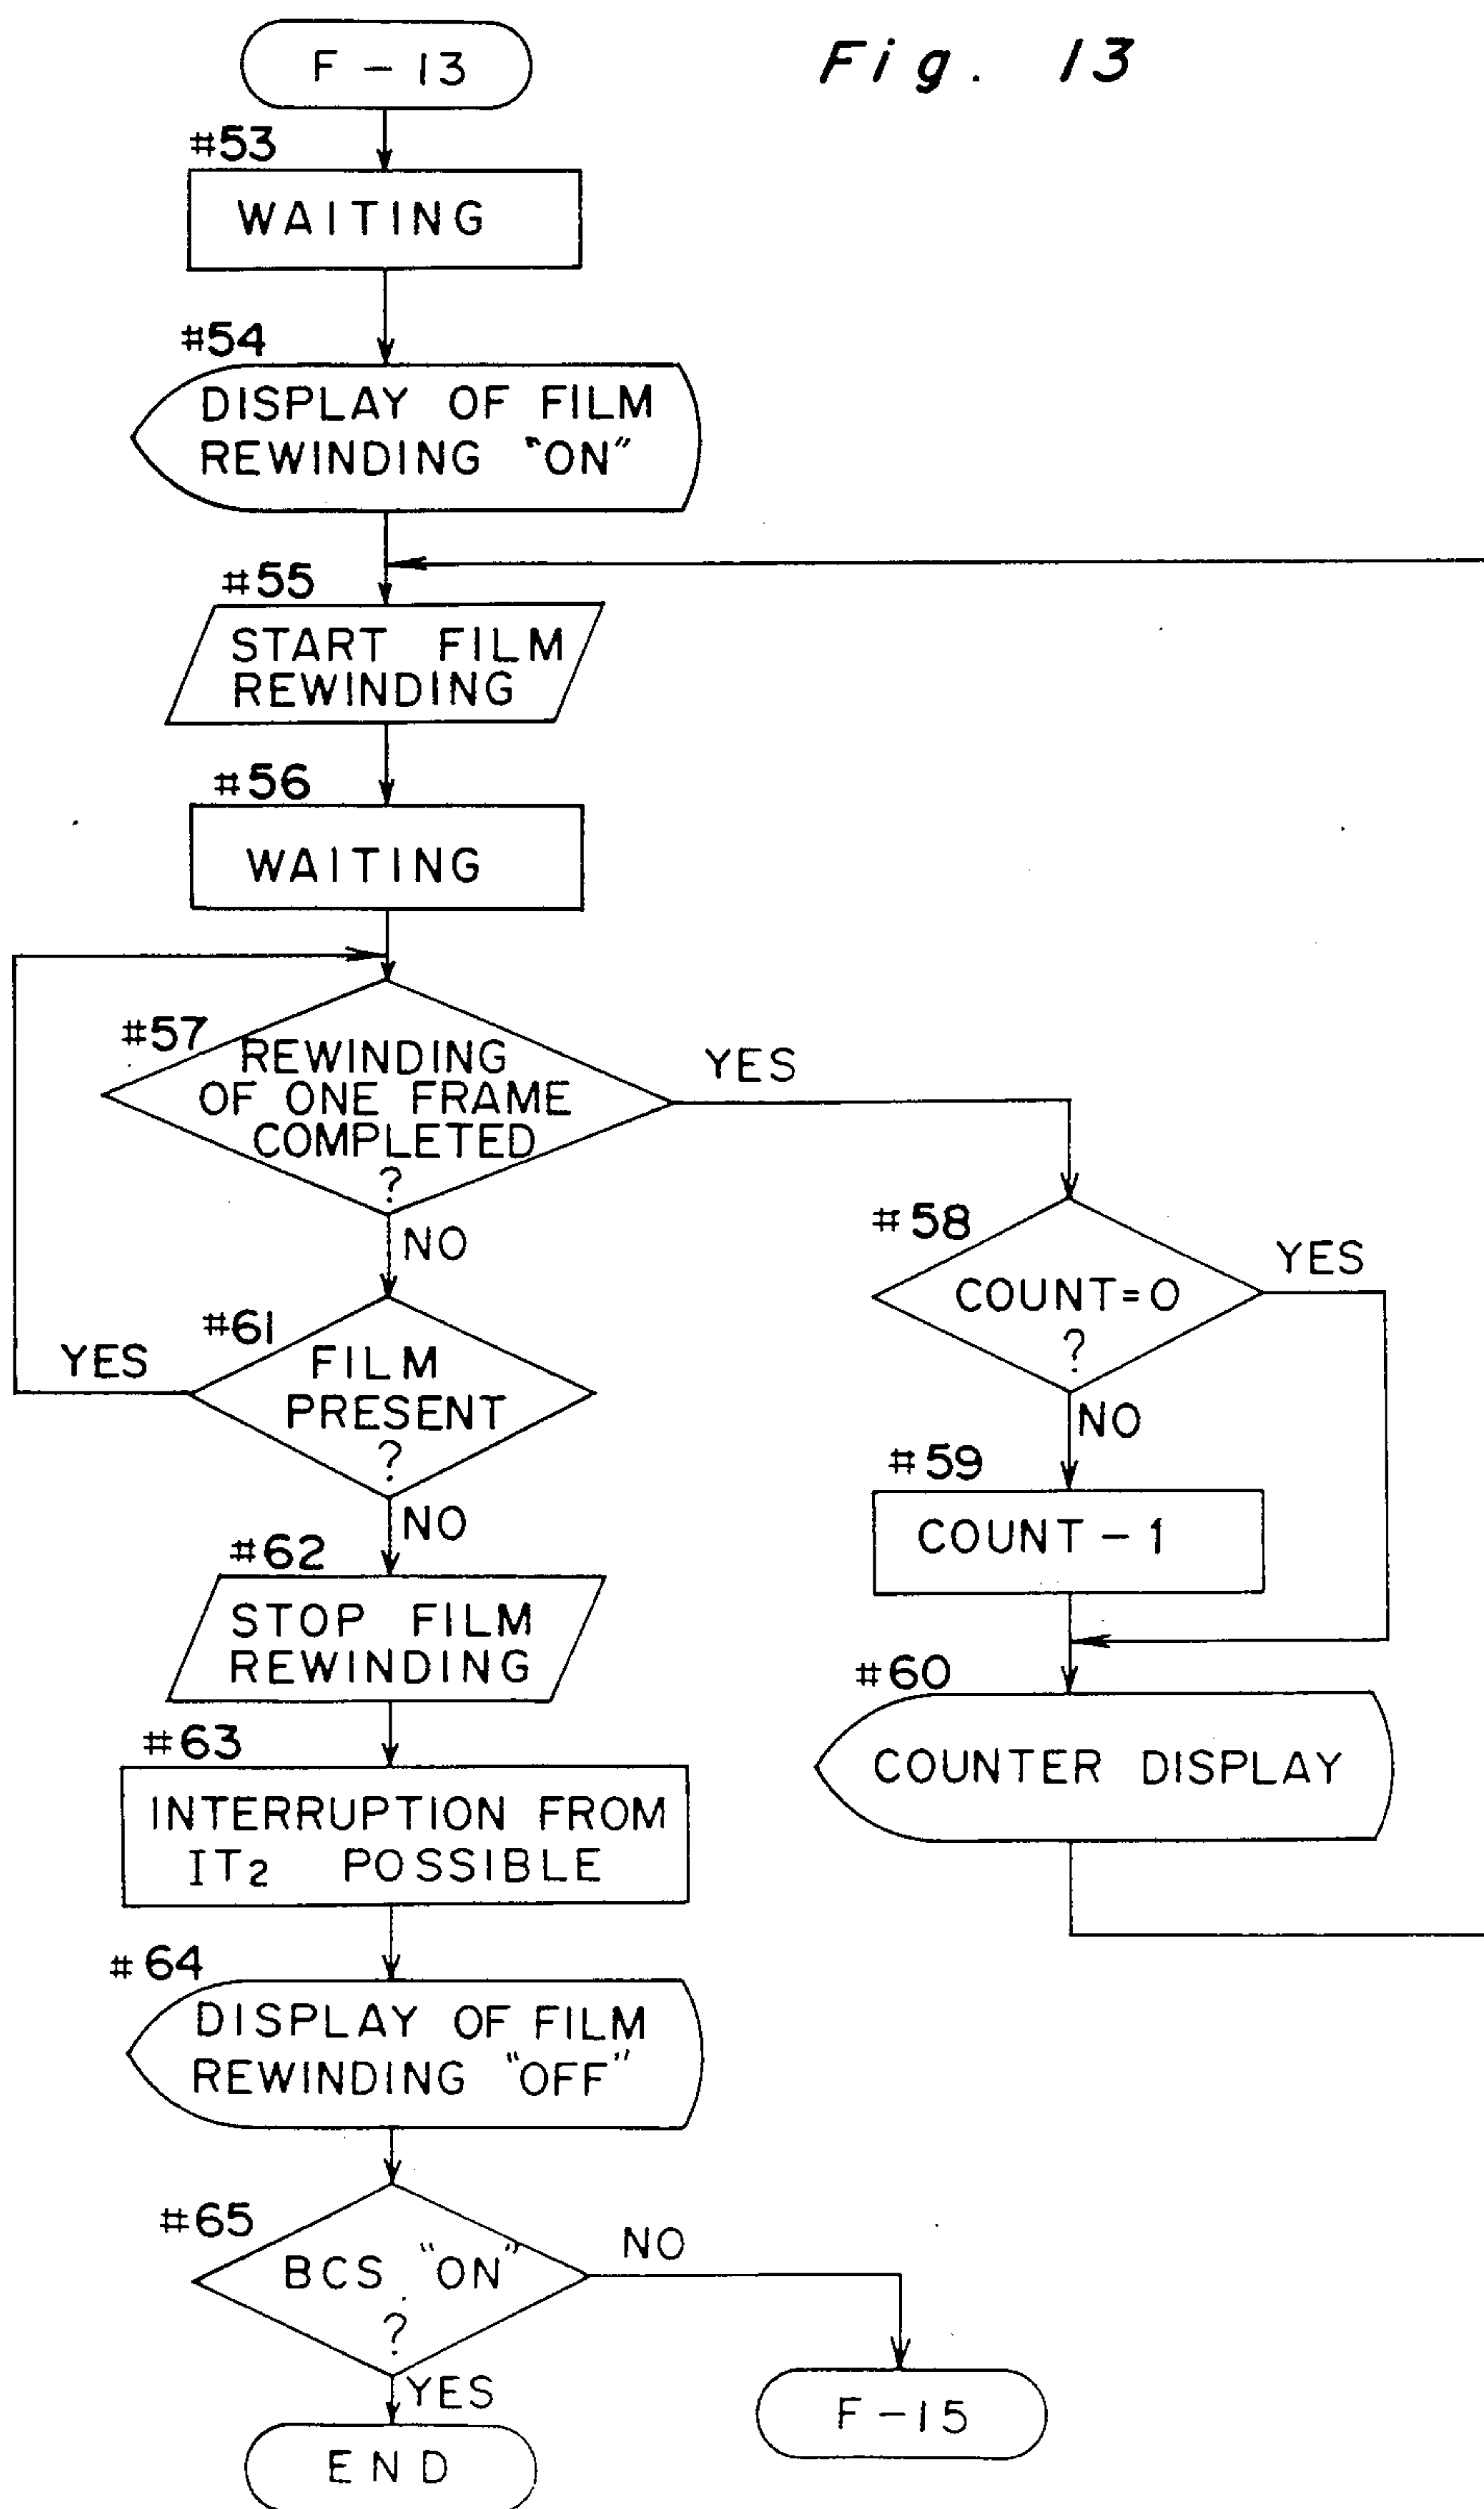 F-13
Fig. 13
#53
WAITING
#54
DISPLAY OF FILM
REWINDING "ON"
#55
START FILM
REWINDING
#56
WAITING
#57
REWINDING
OF ONE FRAME
COMPLETED
?
YES
NO
#58
COUNT=0
?
YES
NO
#59
COUNT-1
#60
COUNTER DISPLAY
#61
FILM
PRESENT
?
YES
NO
#62
STOP FILM
REWINDING
#63
INTERRUPTION FROM
IT2 POSSIBLE
#64
DISPLAY OF FILM
REWINDING "OFF"
#65
BCS "ON"
?
NO
YES
F-15
END